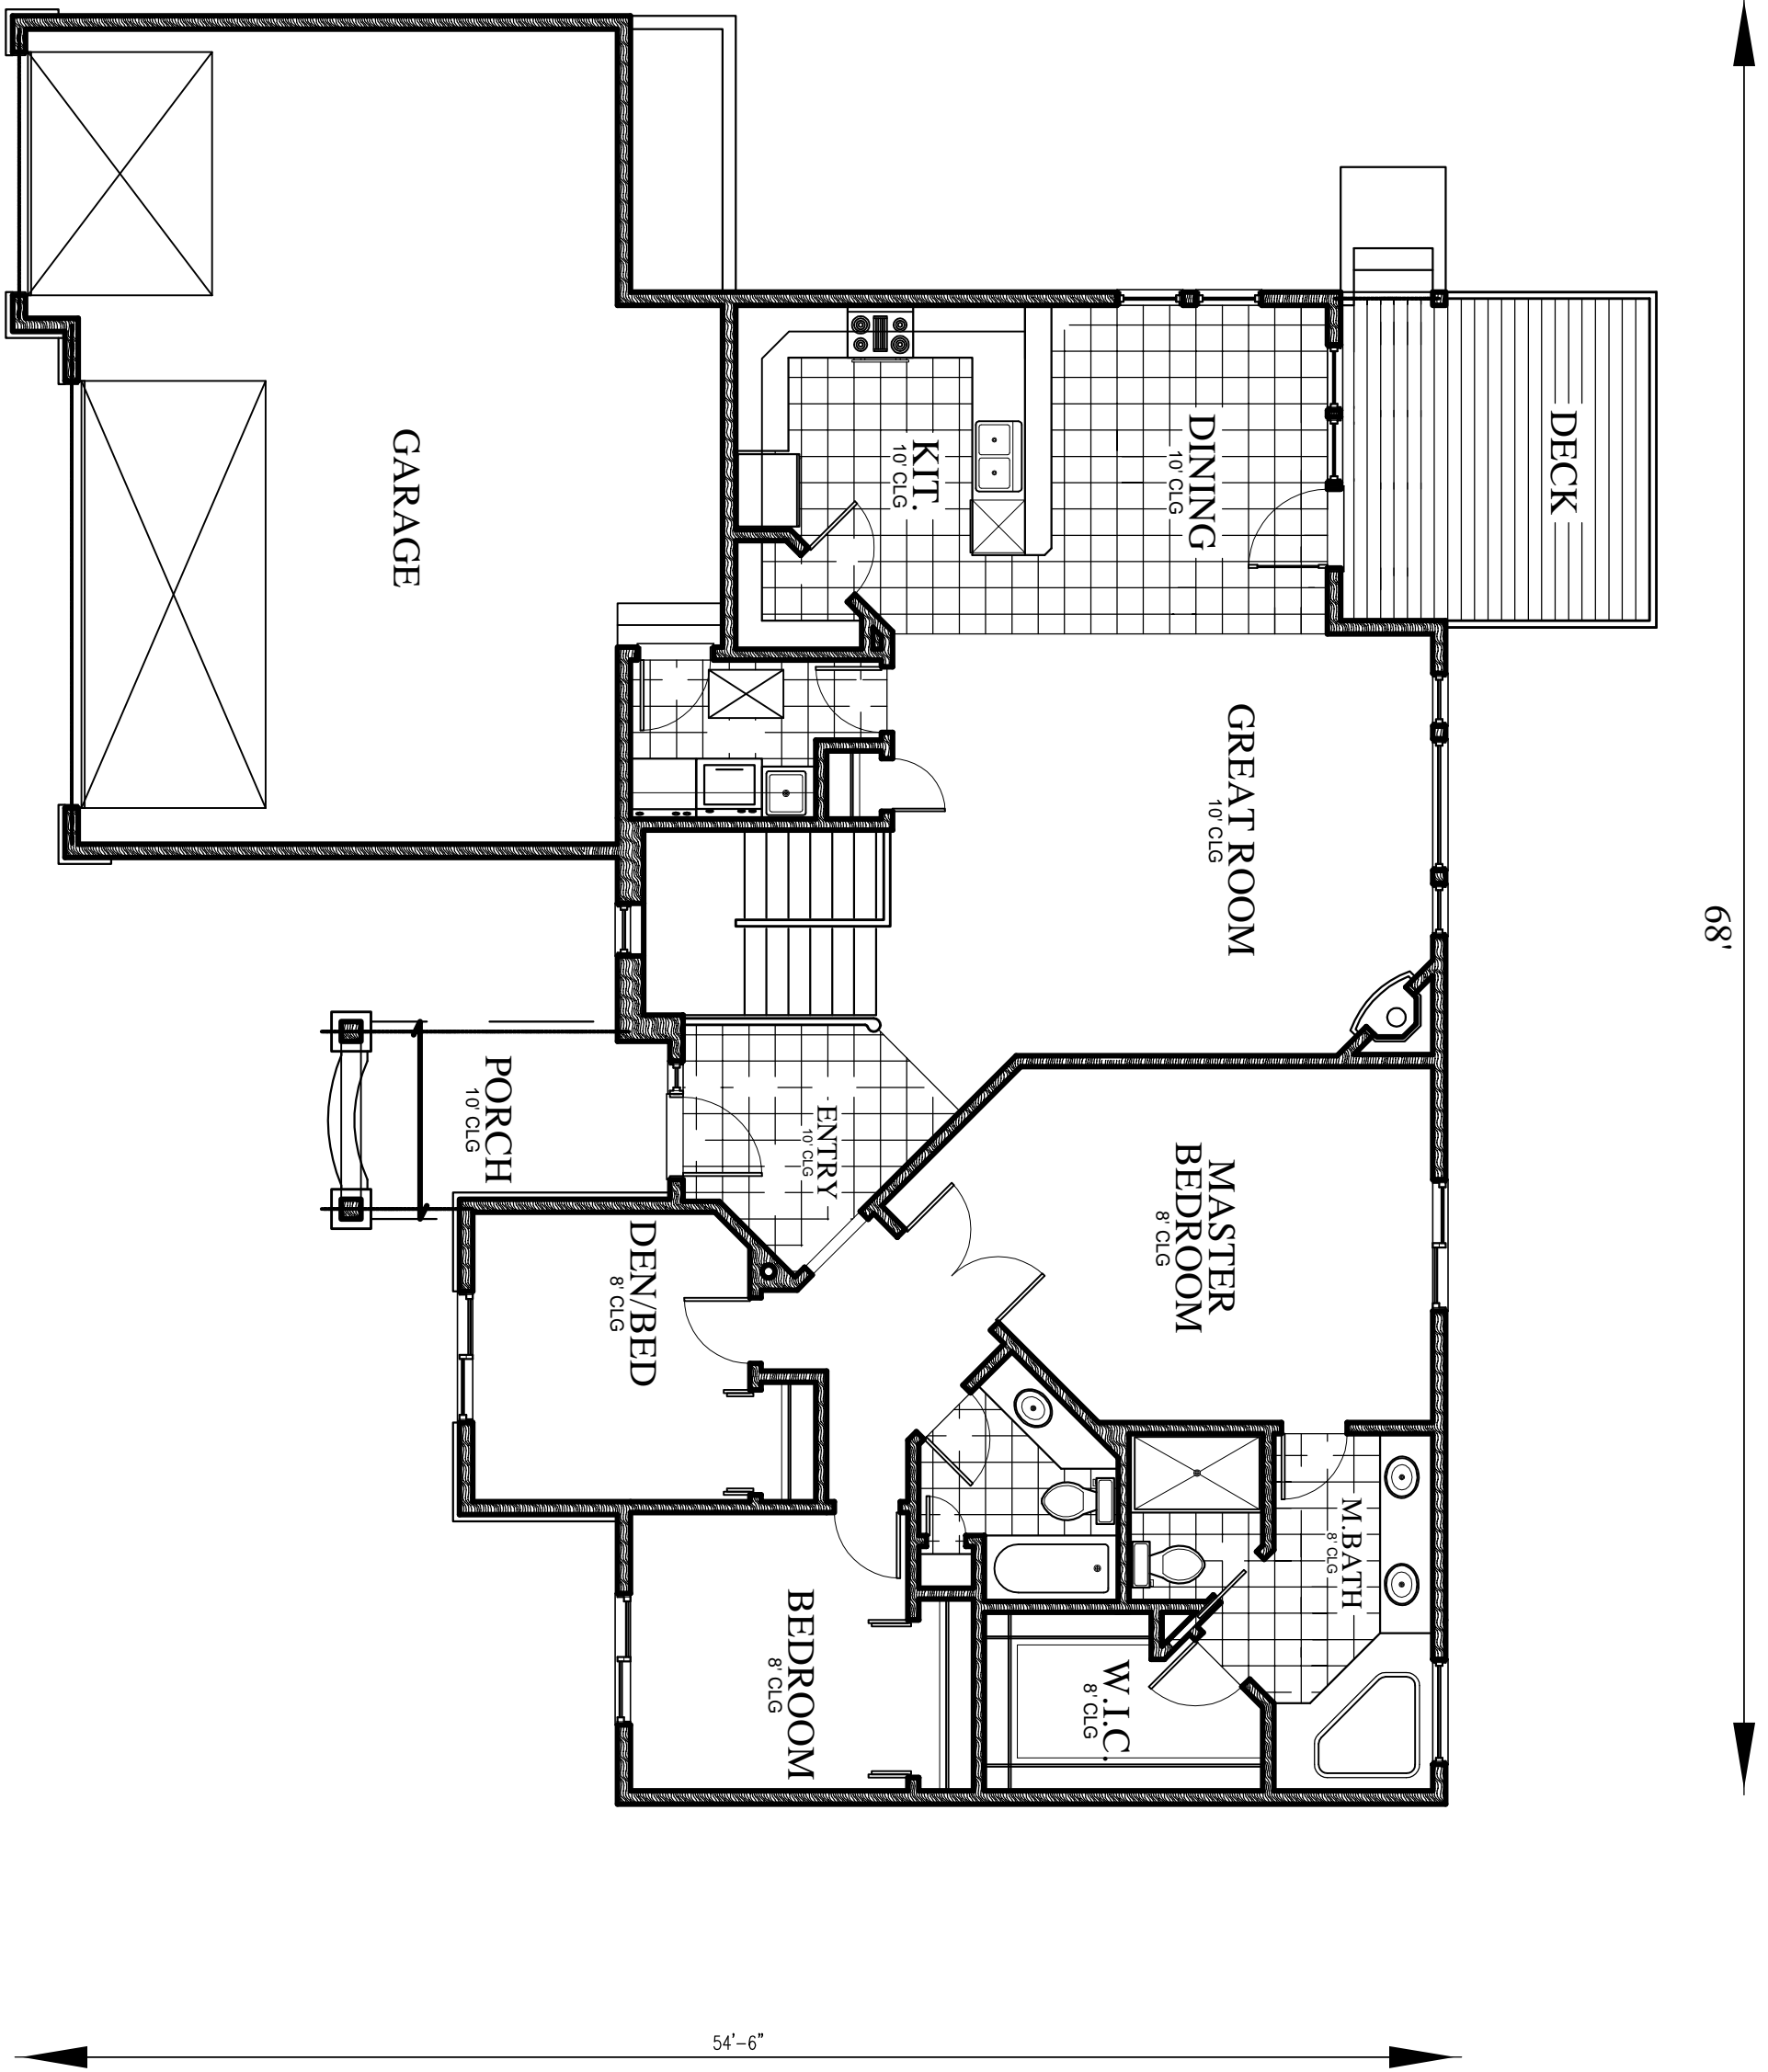 68'
DECK
DINING
10' CLG
KIT.
10' CLG
GREAT ROOM
10' CLG
GARAGE
PORCH
10' CLG
ENTRY
10' CLG
MASTER
BEDROOM
8' CLG
DEN/BED
8' CLG
M.BATH
8' CLG
W.I.C.
8' CLG
BEDROOM
8' CLG
54'-6"